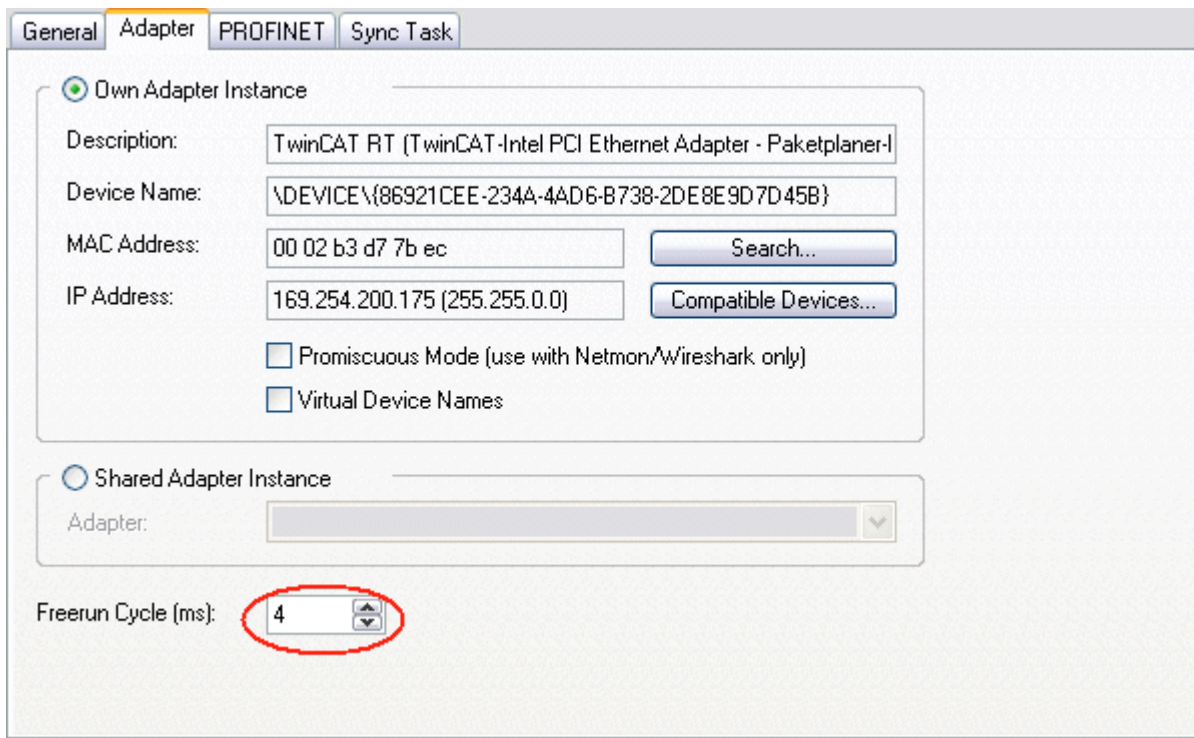 General Adapter PROFINET Sync Task
Own Adapter Instance
Description: TwinCAT RT (TwinCAT-Intel PCI Ethernet Adapter - Paketplaner-
Device Name: \DEVICE\{86921CEE-234A-4AD6-B738-2DE8E9D7D45B}
MAC Address: 00 02 b3 d7 7b ec Search...
IP Address: 169.254.200.175 (255.255.0.0) Compatible Devices...
Promiscuous Mode (use with Netmon/Wireshark only)
Virtual Device Names
Shared Adapter Instance
Adapter:
Freerun Cycle (ms): 4